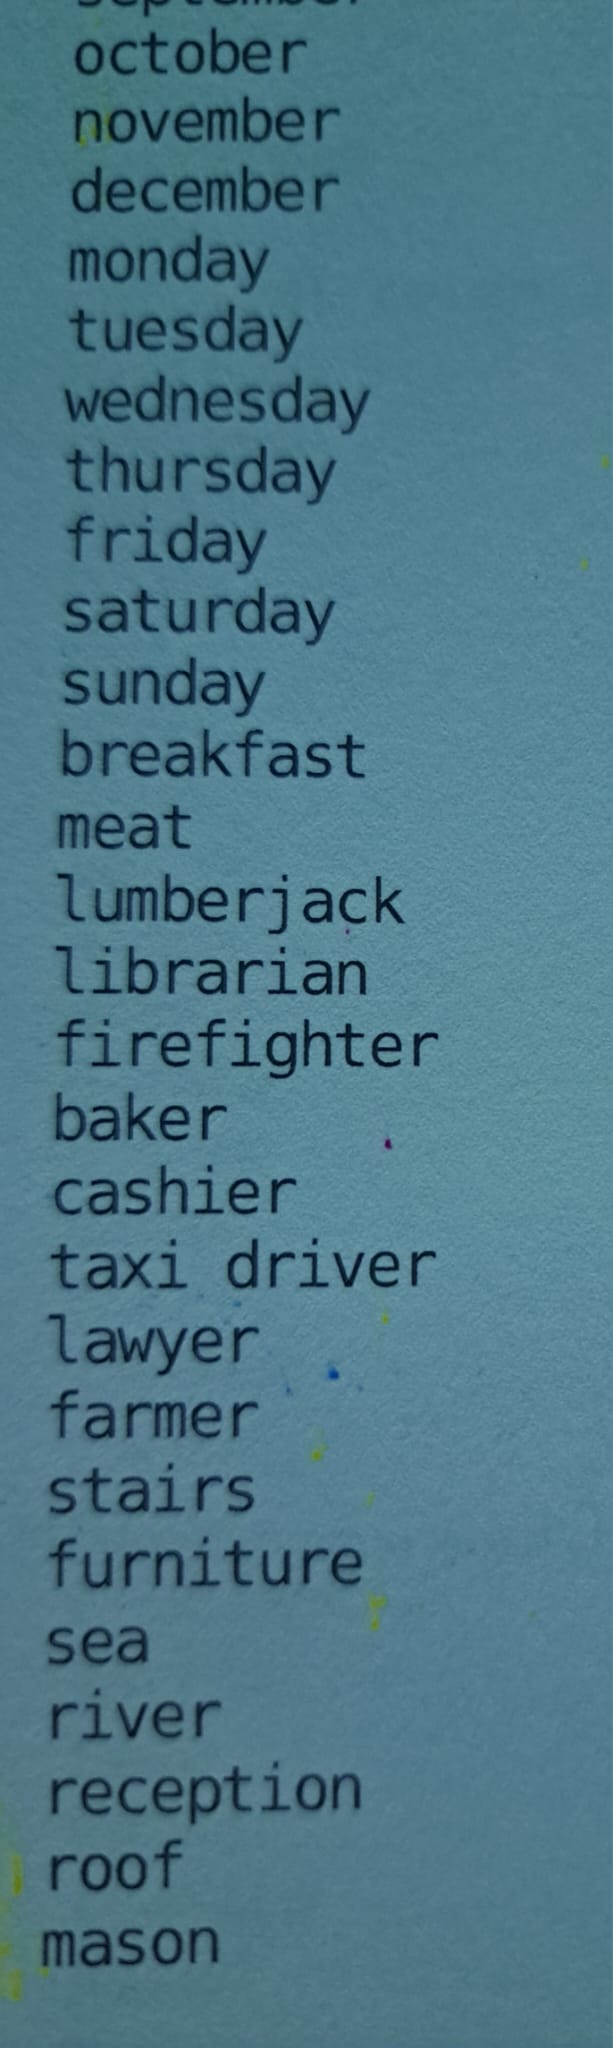 september
october
november
december
monday
tuesday
wednesday
thursday
friday
saturday
sunday
breakfast
meat
lumberjack
librarian
firefighter
baker
cashier
taxi driver
lawyer
farmer
stairs
furniture
sea
river
reception
roof
mason